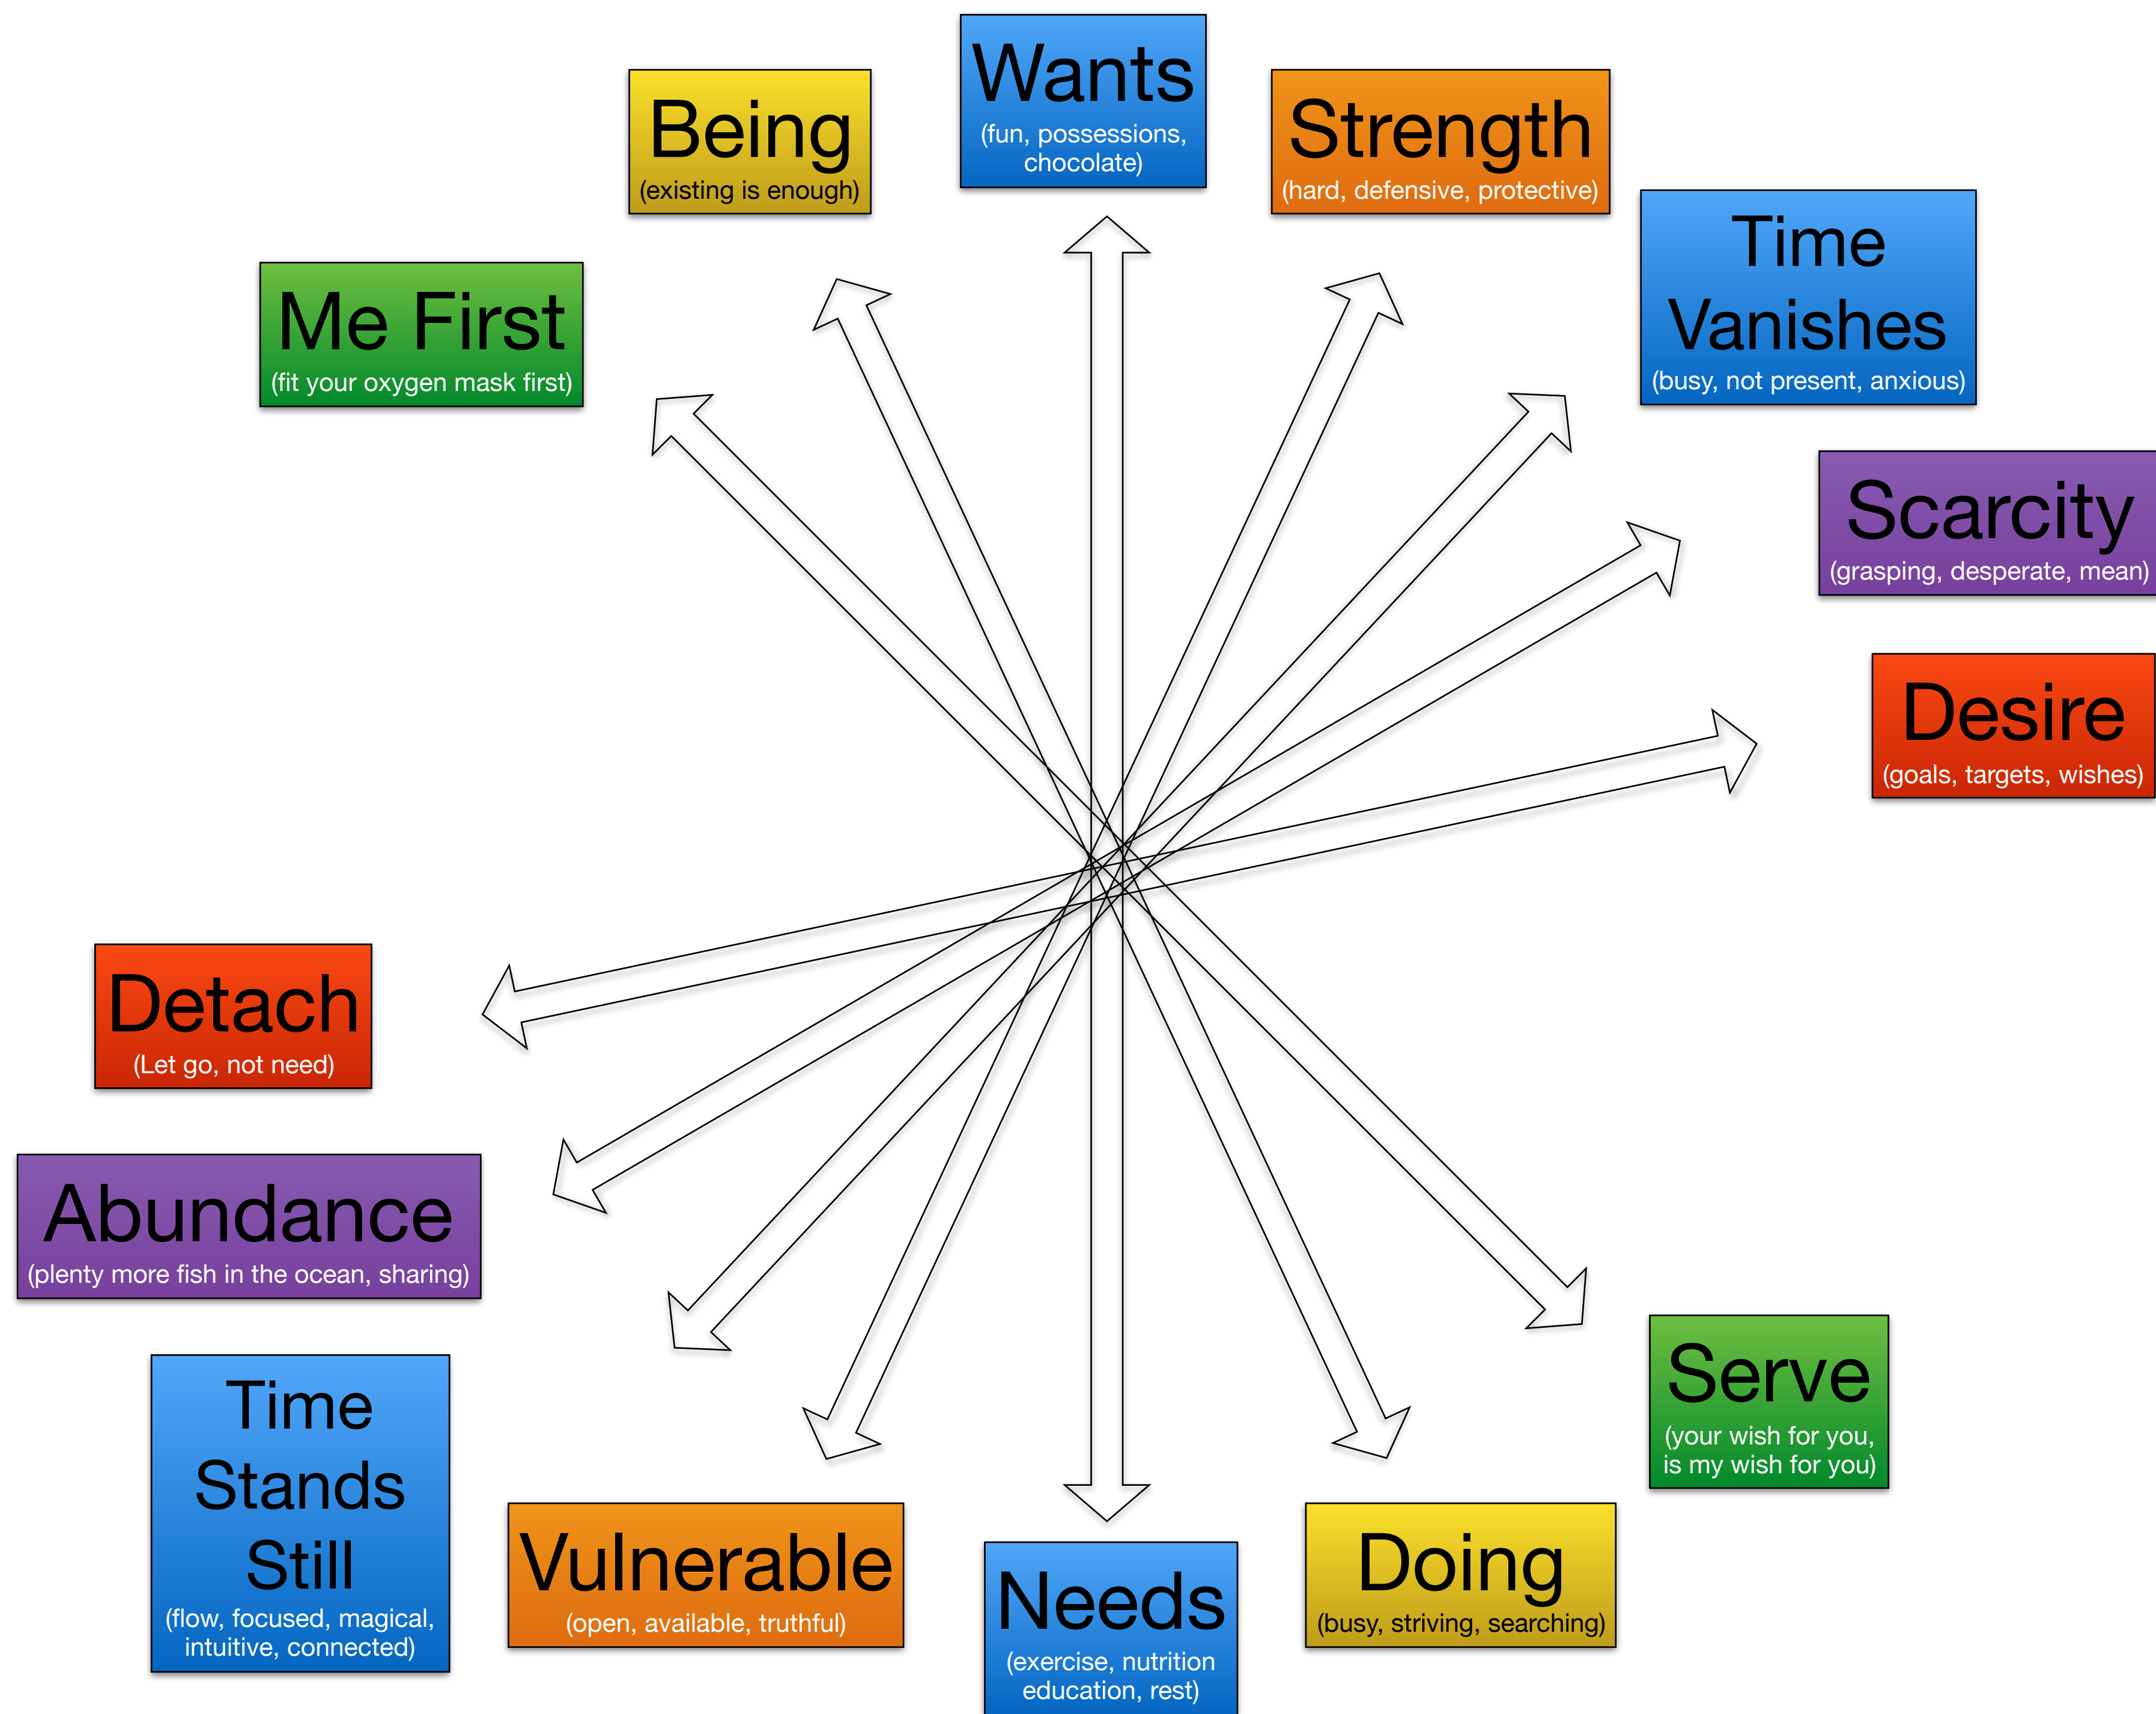 Wants
(fun, possessions,
chocolate)
Being
(existing is enough)
Strength
(hard, defensive, protective)
Time
Vanishes
(busy, not present, anxious)
Me First
(fit your oxygen mask first)
Scarcity
(grasping, desperate, mean)
Desire
(goals, targets, wishes)
Detach
(Let go, not need)
Abundance
(plenty more fish in the ocean, sharing)
Serve
(your wish for you,
is my wish for you)
Time
Stands
Still
(flow, focused, magical,
intuitive, connected)
Vulnerable
(open, available, truthful)
Needs
(exercise, nutrition
education, rest)
Doing
(busy, striving, searching)